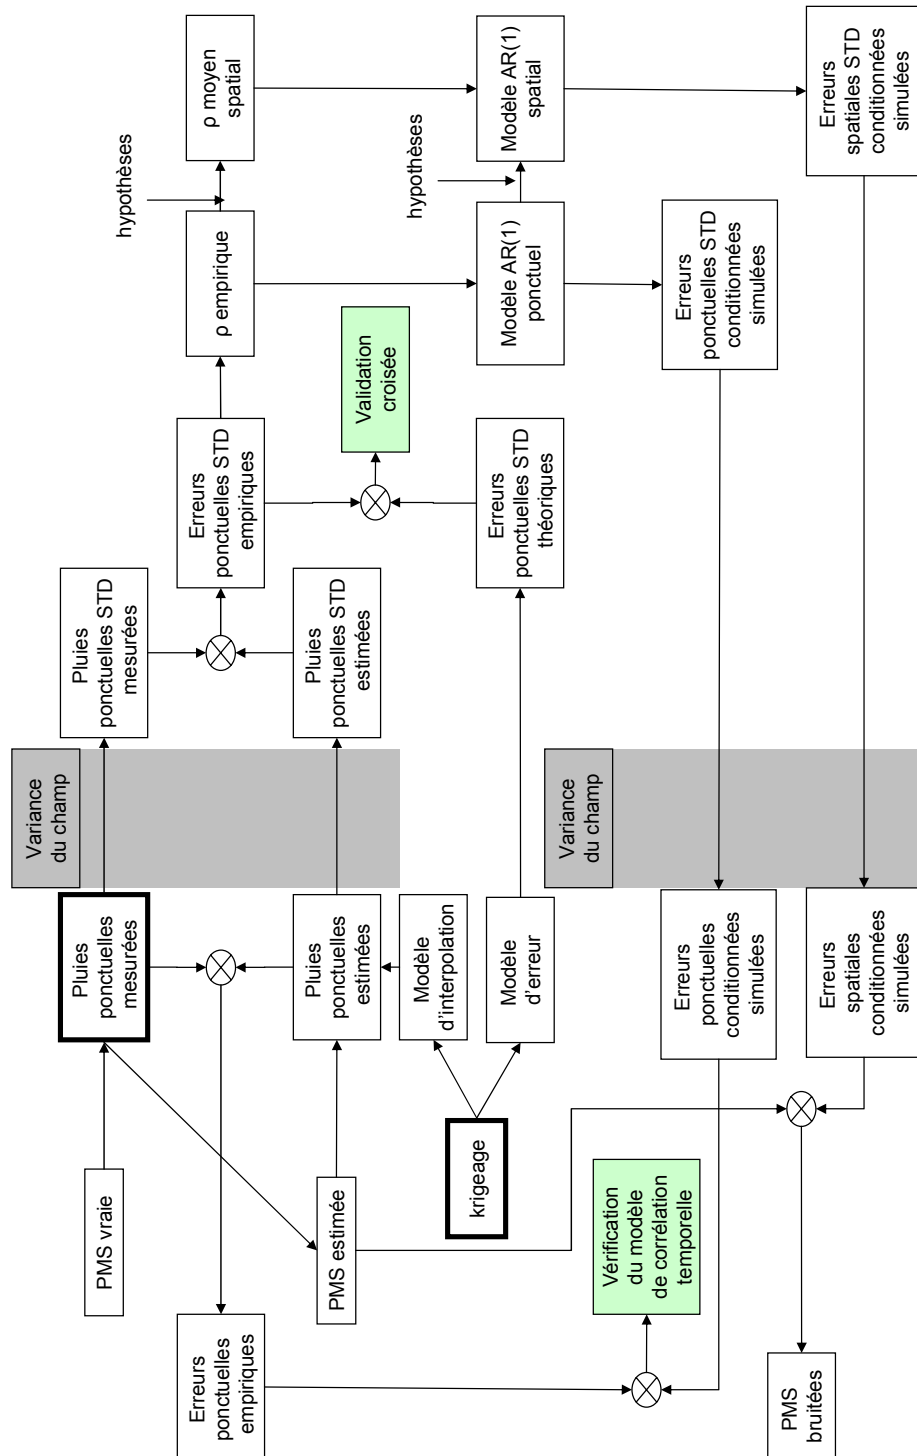 PMS vraie
Pluies
ponctuelles
mesurées
Variance
du champ
Pluies
ponctuelles STD
mesurées
hypothèses
ρ moyen
spatial
Erreurs
ponctuelles
empiriques
Erreurs
ponctuelles STD
empiriques
ρ empirique
PMS estimée
Pluies
ponctuelles
estimées
Pluies
ponctuelles STD
estimées
Validation
croisée
Modèle
d'interpolation
hypothèses
krigeage
Modèle
d'erreur
Erreurs
ponctuelles STD
théoriques
Modèle AR(1)
ponctuel
Modèle AR(1)
spatial
Variance
du champ
Vérification
du modèle
de corrélation
temporelle
Erreurs
ponctuelles
conditionnées
simulées
Erreurs
ponctuelles STD
conditionnées
simulées
PMS
bruitées
Erreurs
spatiales
conditionnées
simulées
Erreurs
spatiales STD
conditionnées
simulées